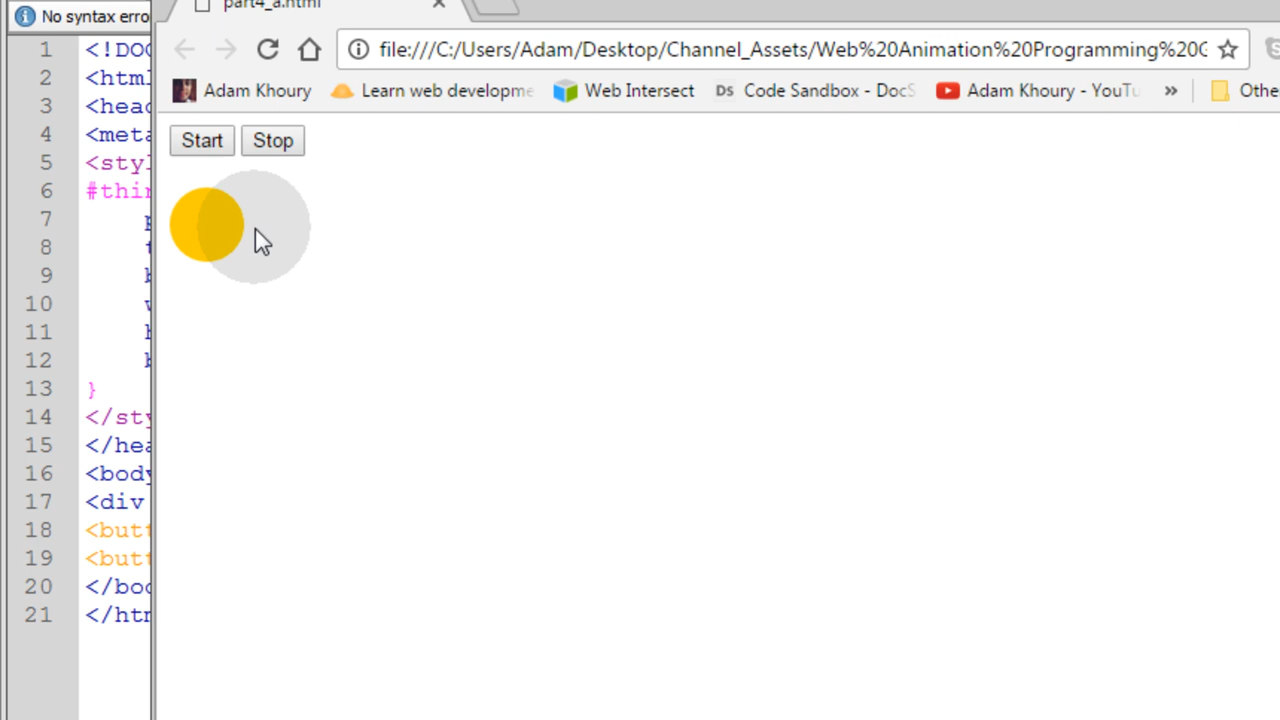 No syntax erro
part4_a.html
file:///C:/Users/Adam/Desktop/Channel_Assets/Web%20Animation%20Programming%20
Adam Khoury Learn web developme Web Intersect DS Code Sandbox - Docs Adam Khoury - YouTu » Othe
Start Stop
1 <!DOC
2 <html
3 <head
4 <meta
5 <styl
6 #thin
7
8
9
10
11
12
13 }
14 </sty
15 </hea
16 <body
17 <div
18 <butt
19 <butt
20 </bod
21 </htm